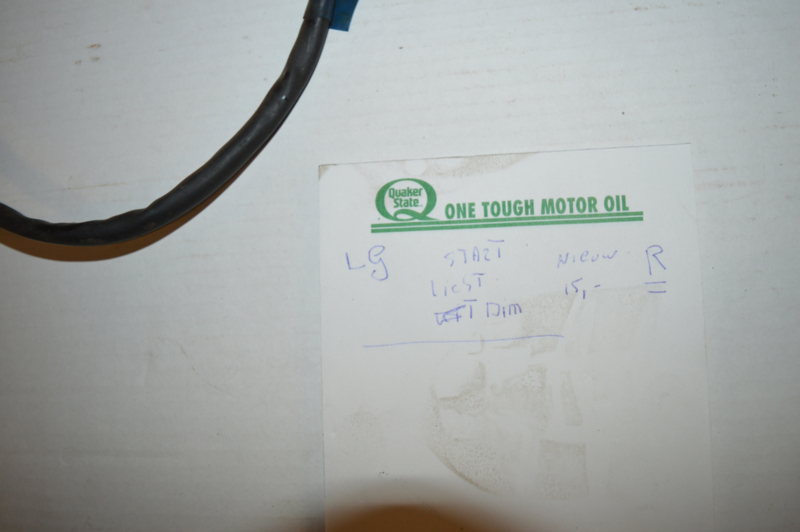 Quaker
State
ONE TOUGH MOTOR OIL
LG START NIEUW R
LICHT 15,-
DIM